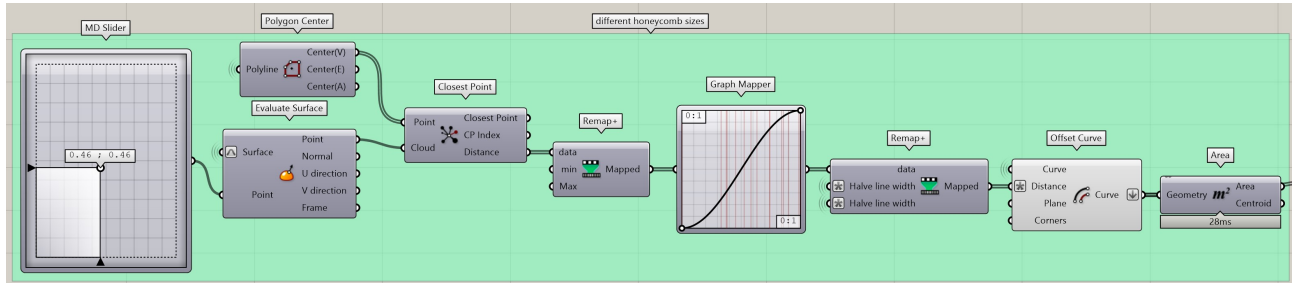 different honeycomb sizes
MD Slider
0.46 ; 0.46
Polygon Center
Polyline
Center(V)
Center(E)
Center(A)
Evaluate Surface
Surface
Point
Point
Normal
U direction
V direction
Frame
Closest Point
Point
Cloud
Closest Point
CP Index
Distance
Remap+
data
min
Max
Mapped
Graph Mapper
0:1
0:1
Remap+
data
Halve line width
Halve line width
Mapped
Offset Curve
Curve
Distance
Plane
Corners
Curve
Area
Geometry
m²
Area
Centroid
28ms